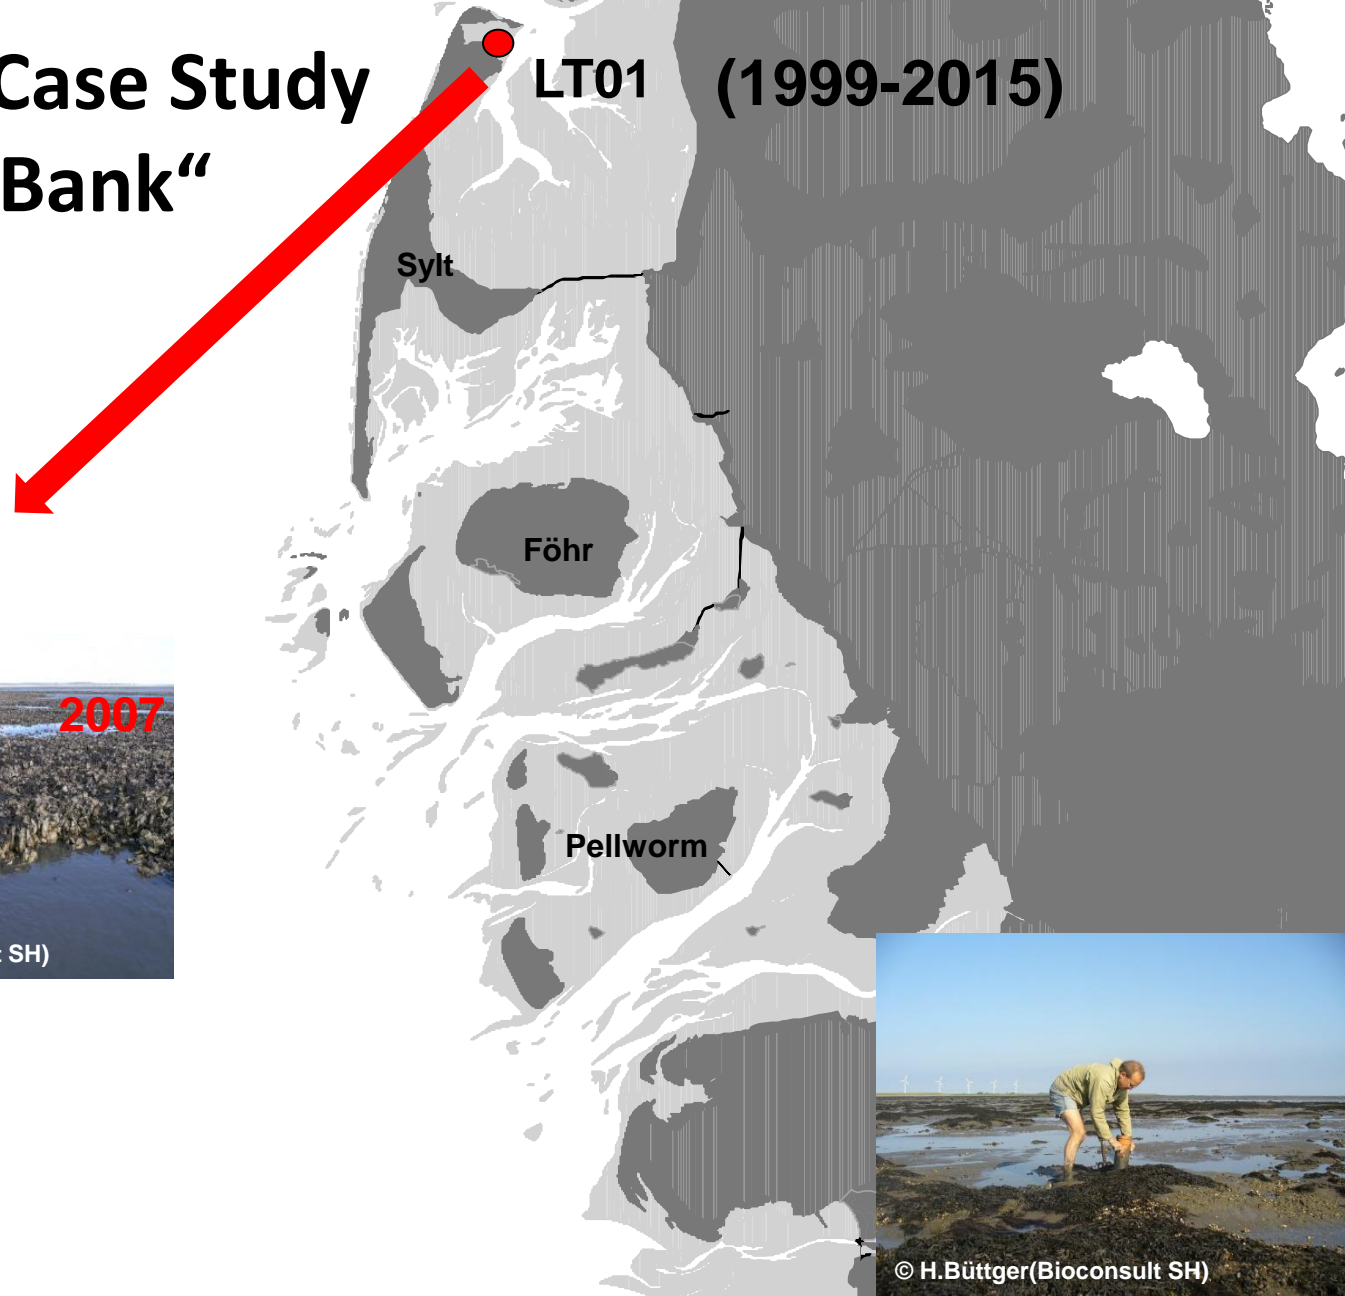 Case Study
LT01 (1999-2015)
Bank“
Sylt
Föhr
2007
Pellworm
SH)
© H.Büttger(Bioconsult SH)